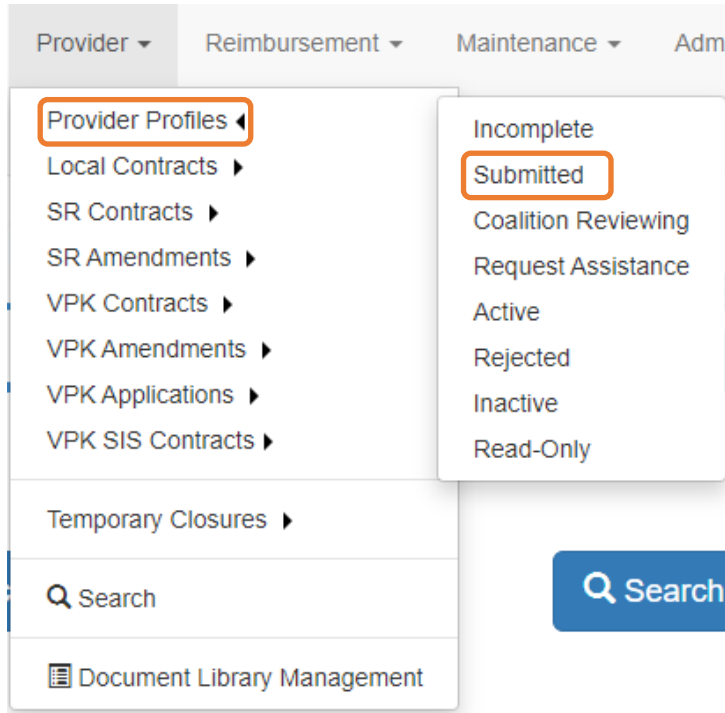 Provider Reimbursement Maintenance Adm
Provider Profiles
Local Contracts
SR Contracts
SR Amendments
VPK Contracts
VPK Amendments
VPK Applications
VPK SIS Contracts
Temporary Closures
Search
Document Library Management
Incomplete
Submitted
Coalition Reviewing
Request Assistance
Active
Rejected
Inactive
Read-Only
Search